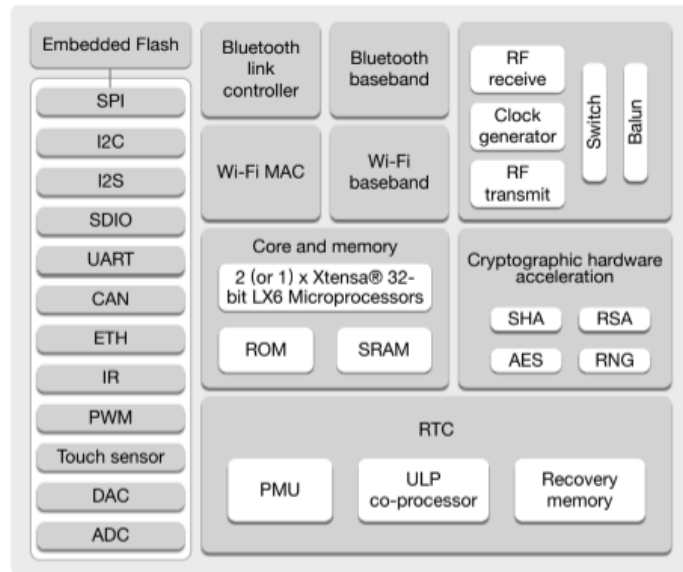 Embedded Flash
SPI
I2C
I2S
SDIO
UART
CAN
ETH
IR
PWM
Touch sensor
DAC
ADC
Bluetooth
link
controller
Bluetooth
baseband
Wi-Fi MAC
Wi-Fi
baseband
RF
receive
Clock
generator
RF
transmit
Switch
Balun
Core and memory
2 (or 1) x Xtensa® 32-
bit LX6 Microprocessors
ROM
SRAM
Cryptographic hardware
acceleration
SHA
RSA
AES
RNG
RTC
PMU
ULP
co-processor
Recovery
memory